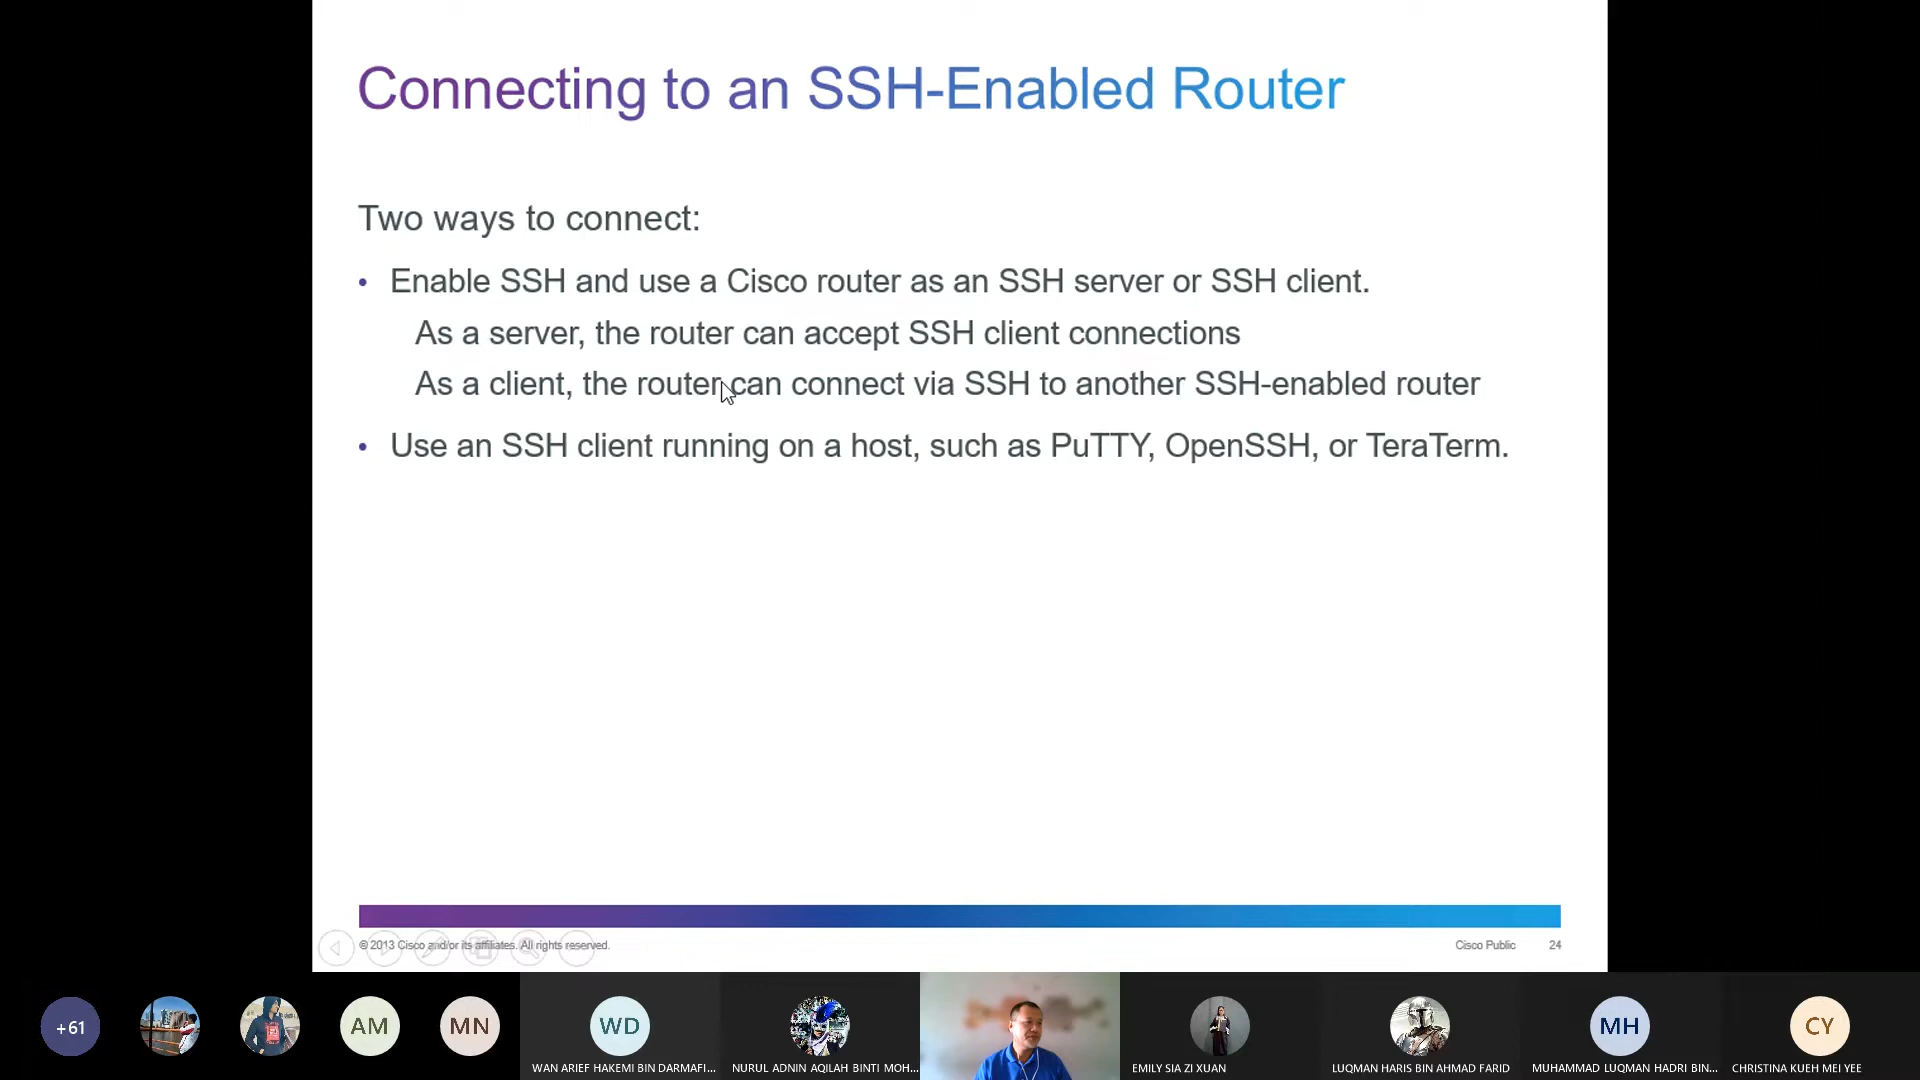 Connecting to an SSH-Enabled Router
Two ways to connect:
• Enable SSH and use a Cisco router as an SSH server or SSH client.
As a server, the router can accept SSH client connections
As a client, the router can connect via SSH to another SSH-enabled router
• Use an SSH client running on a host, such as PuTTY, OpenSSH, or TeraTerm.
© 2013 Cisco and/or its affiliates. All rights reserved.
Cisco Public 24
+61
AM
MN
WD
MH
CY
WAN ARIEF HAKEMI BIN DARMAFI...
NURUL ADNIN AQILAH BINTI MOH...
EMILY SIA ZI XUAN
LUQMAN HARIS BIN AHMAD FARID
MUHAMMAD LUQMAN HADRI BIN...
CHRISTINA KUEH MEI YEE